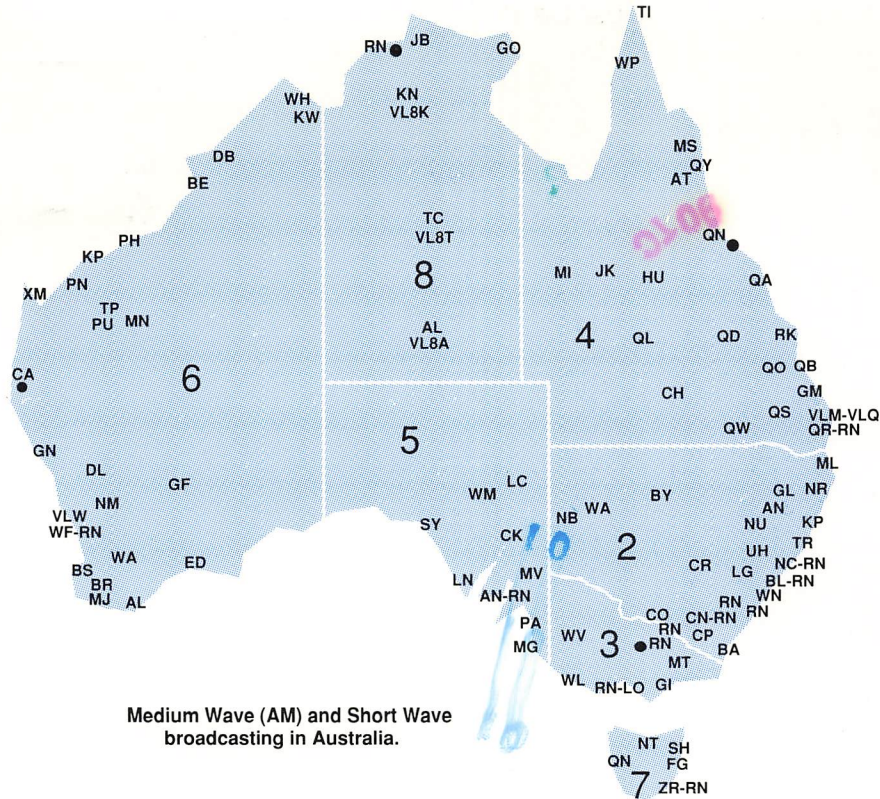 TI
RN JB GO
WP
WH KN
KW VL8K
MS
DB QY
BE AT
TC 90TC
PH VL8T QN
KP
PN 8 MI JK HU QA
XM
TP
PU MN AL QL QD RK
VL8A 4
CA 6 QO QB
CH GM
QS VLM-VLQ
QW QR-RN
5
GN ML
DL
GF LC GL NR
WM BY
NM WA AN
VLW NB NU KP
WF-RN SY
CK ! 0 2 TR
WA UH
BS ED CR LG NC-RN
BR LN MV BL-RN
MJ AL AN-RN WN
RN RN
CO CN-RN
PA RN CP
WV 3 RN
MG MT BA
WL RN-LO GI
Medium Wave (AM) and Short Wave
broadcasting in Australia.
NT SH
QN FG
7 ZR-RN